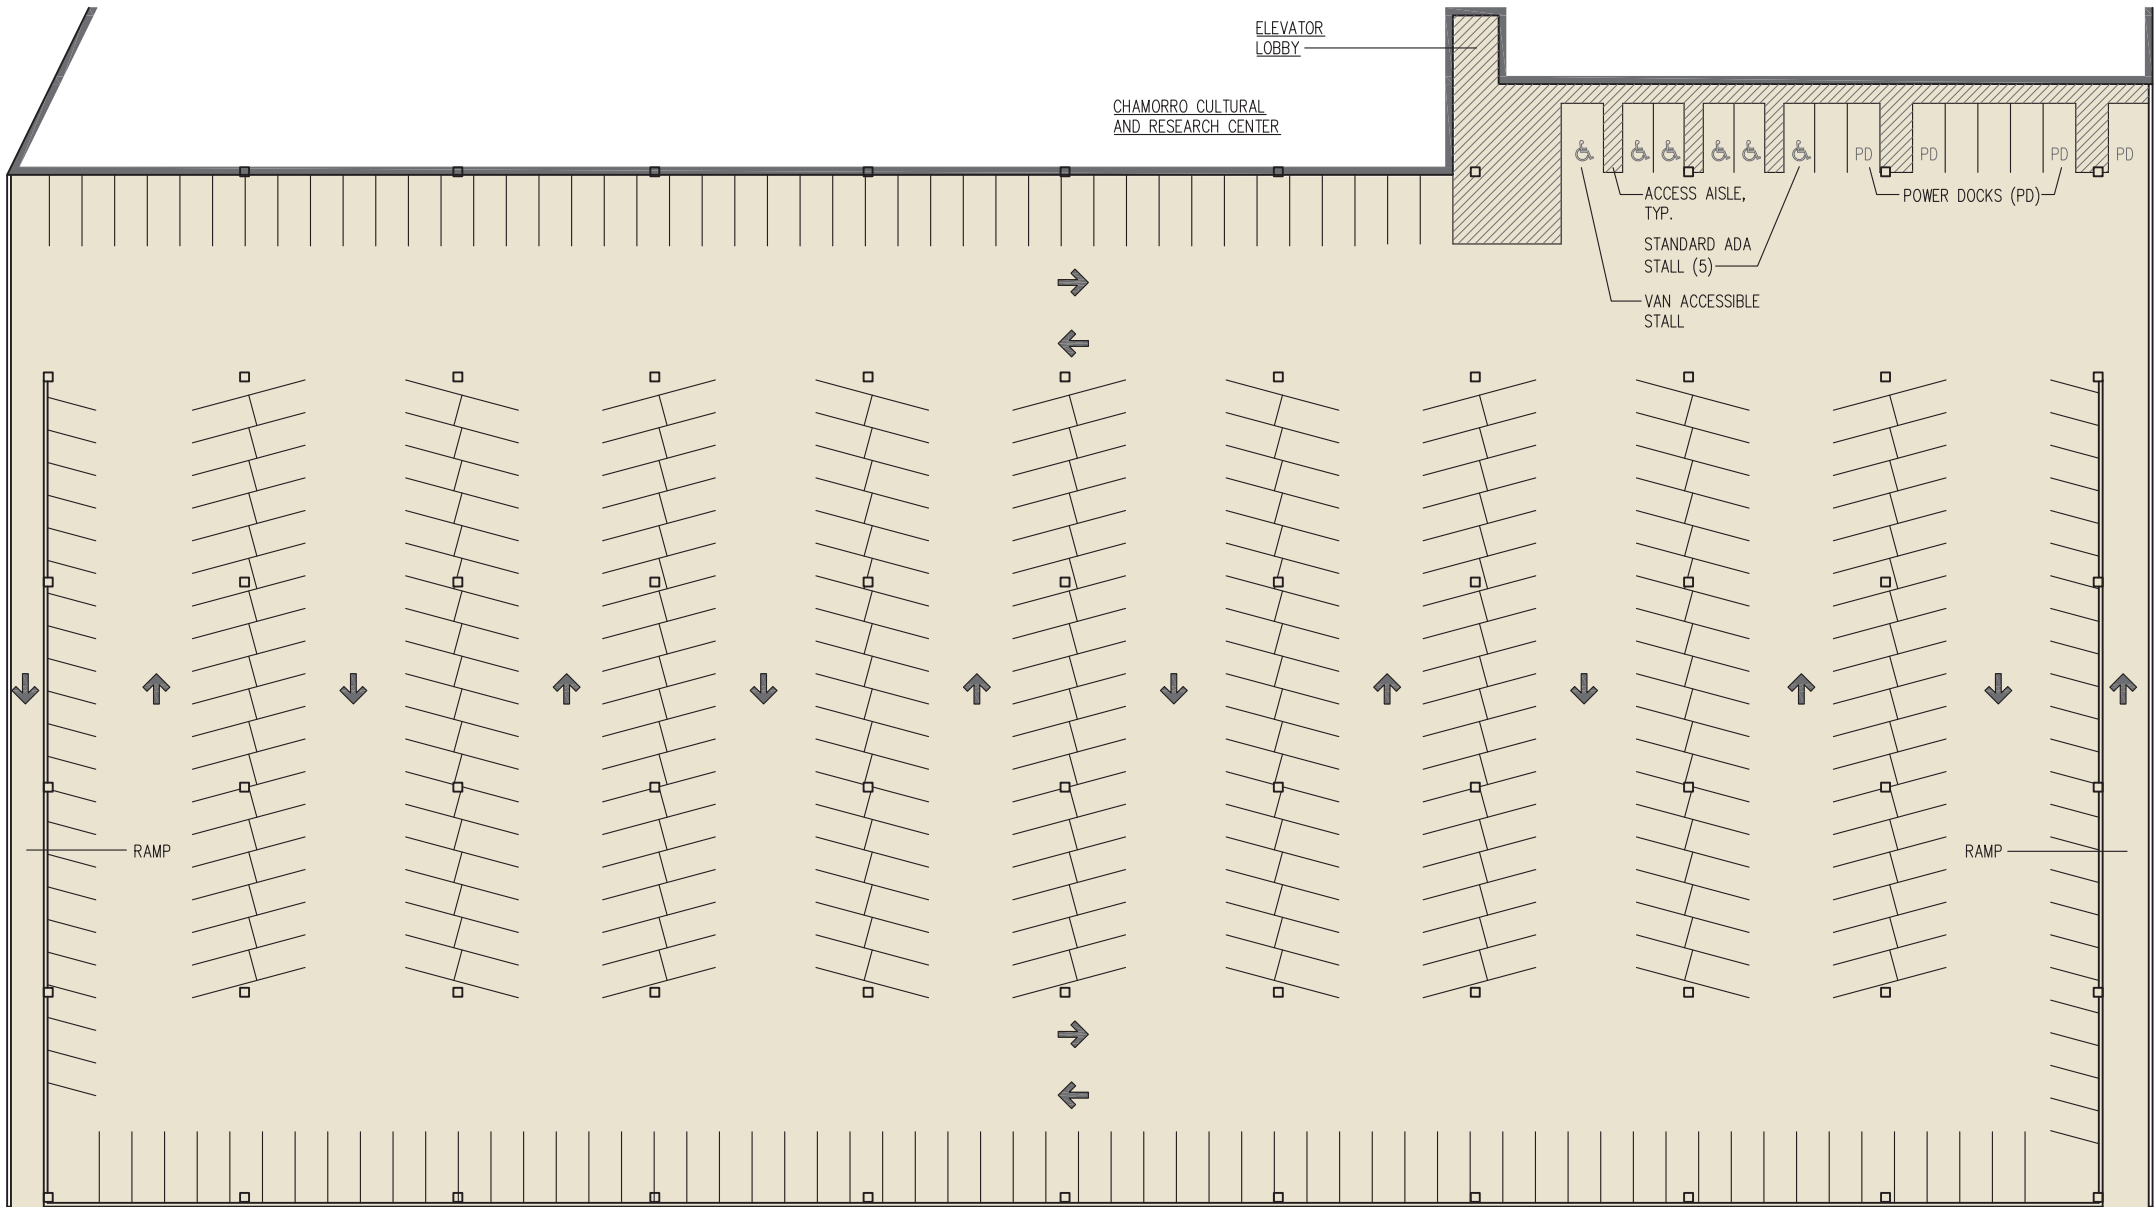 ELEVATOR
LOBBY
CHAMORRO CULTURAL
AND RESEARCH CENTER
PD
PD
PD
PD
ACCESS AISLE,
TYP.
POWER DOCKS (PD)
STANDARD ADA
STALL (5)
VAN ACCESSIBLE
STALL
RAMP
RAMP